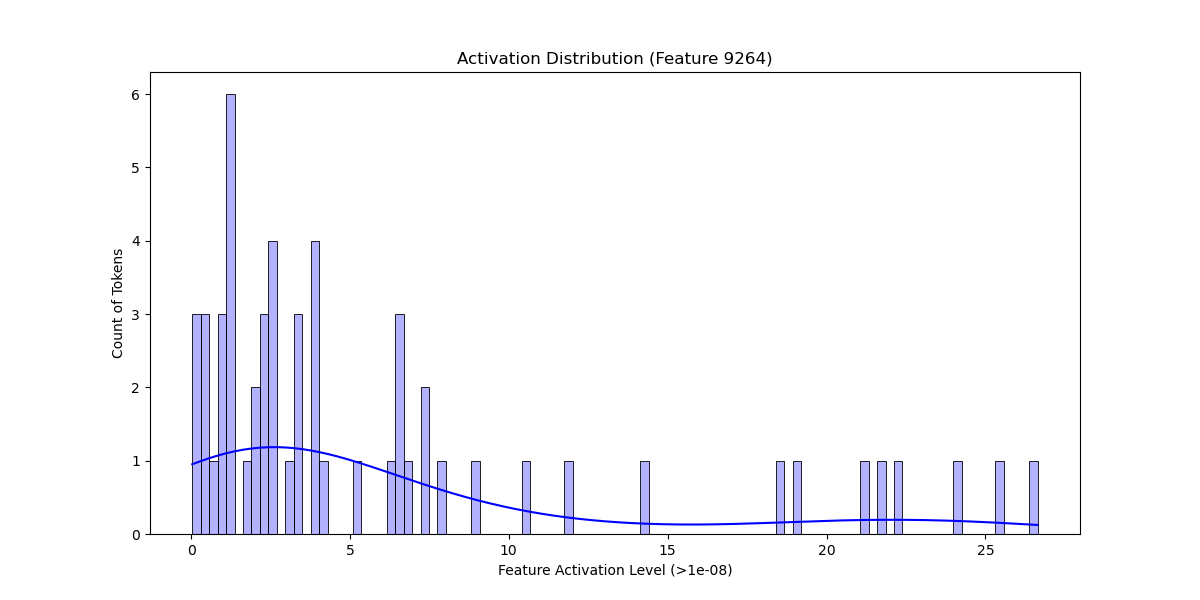 Activation Distribution (Feature 9264)
6
5
4
3
2
1
0
Count of Tokens
0 5 10 15 20 25
Feature Activation Level (>1e-08)